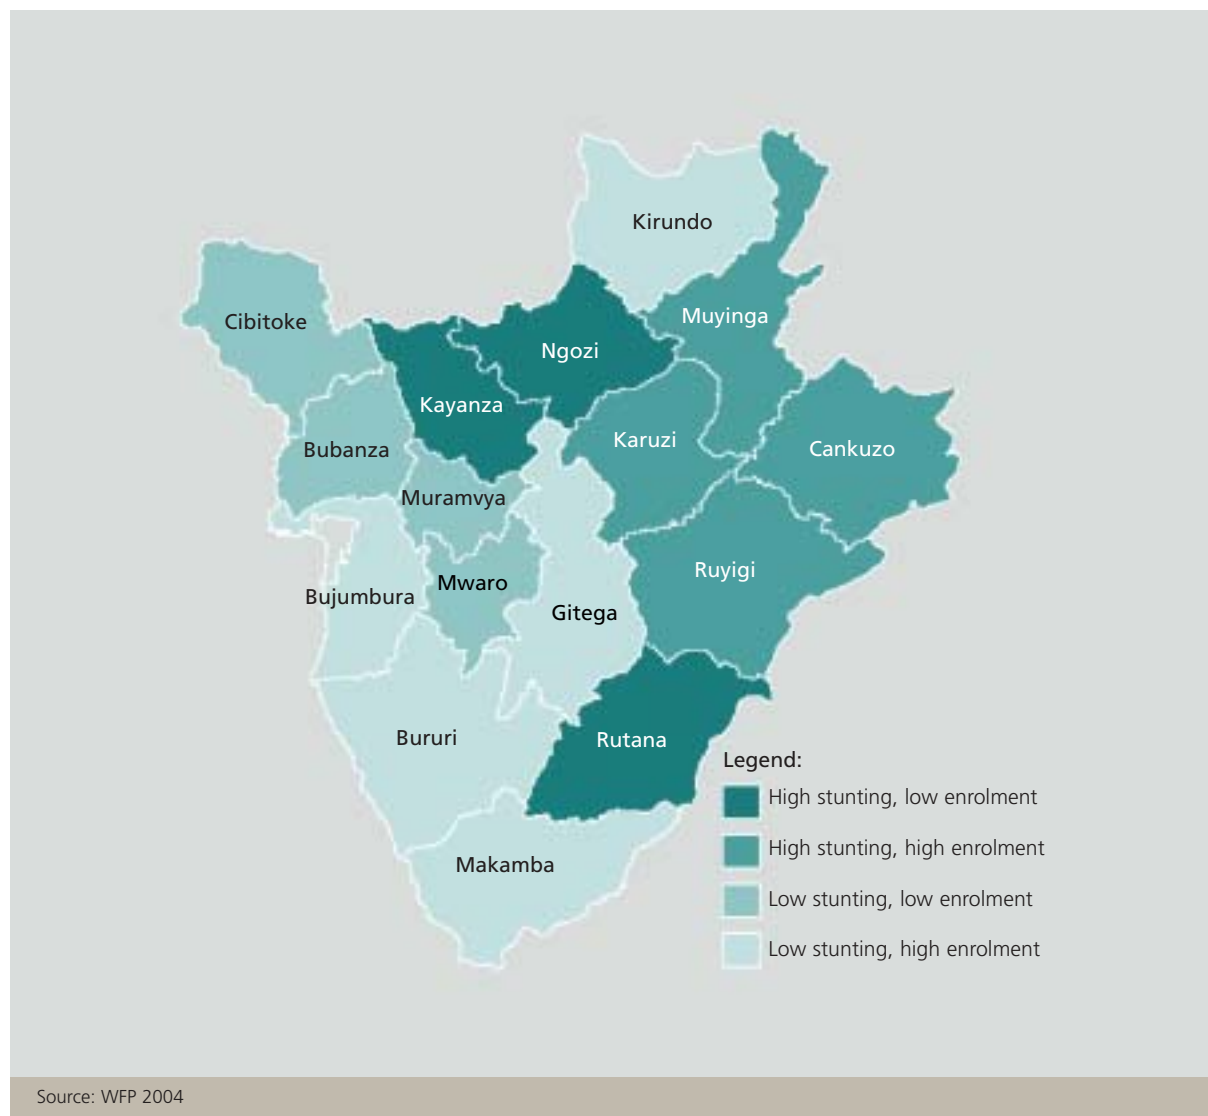 Kirundo
Cibitoke
Muyinga
Ngozi
Kayanza
Karuzi
Cankuzo
Bubanza
Muramvya
Ruyigi
Mwaro
Bujumbura
Gitega
Bururi
Rutana
Makamba
Legend:
High stunting, low enrolment
High stunting, high enrolment
Low stunting, low enrolment
Low stunting, high enrolment
Source: WFP 2004